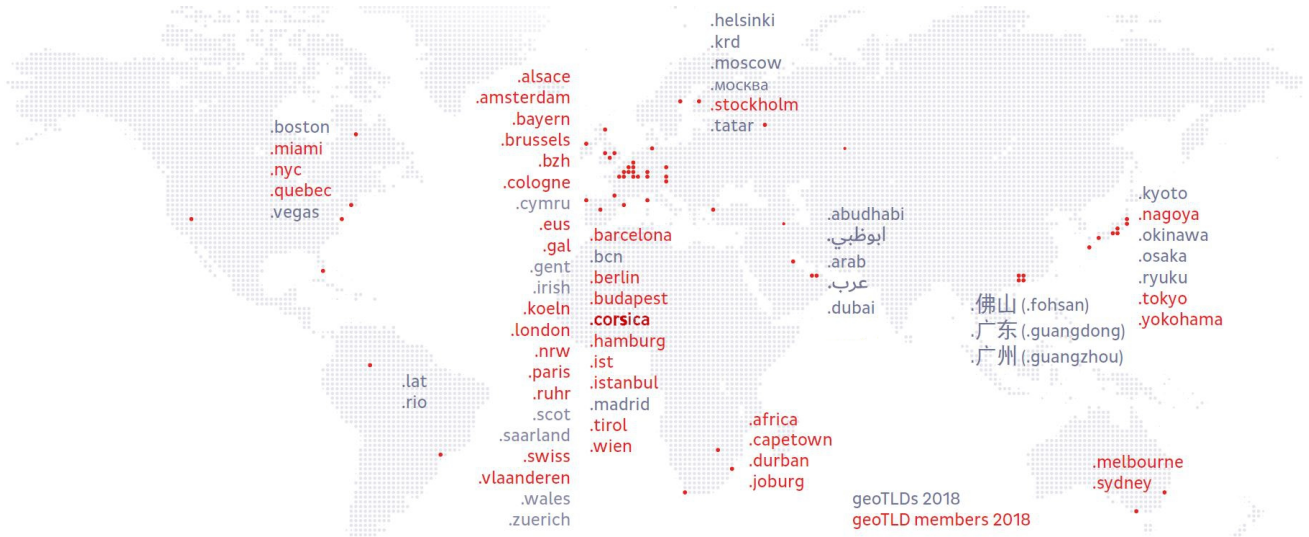 .boston
.miami
.nyc
.quebec
.vegas
.lat
.rio
.alsace
.amsterdam
.bayern
.brussels
.bzh
.cologne
.cymru
.eus
.gal
.gent
.irish
.koeln
.london
.nrw
.paris
.ruhr
.scot
.saarland
.swiss
.vlaanderen
.wales
.zuerich
.barcelona
.bcn
.berlin
.budapest
.corsica
.hamburg
.ist
.istanbul
.madrid
.tirol
.wien
.helsinki
.krd
.moscow
.москва
.stockholm
.tatar
.abudhabi
.ابوظبي
.arab
.عرب
.dubai
.africa
.capetown
.durban
.joburg
.佛山 (.fohsan)
.广东 (.guangdong)
.广州 (.guangzhou)
.kyoto
.nagoya
.okinawa
.osaka
.ryuku
.tokyo
.yokohama
.melbourne
.sydney
geoTLDs 2018
geoTLD members 2018